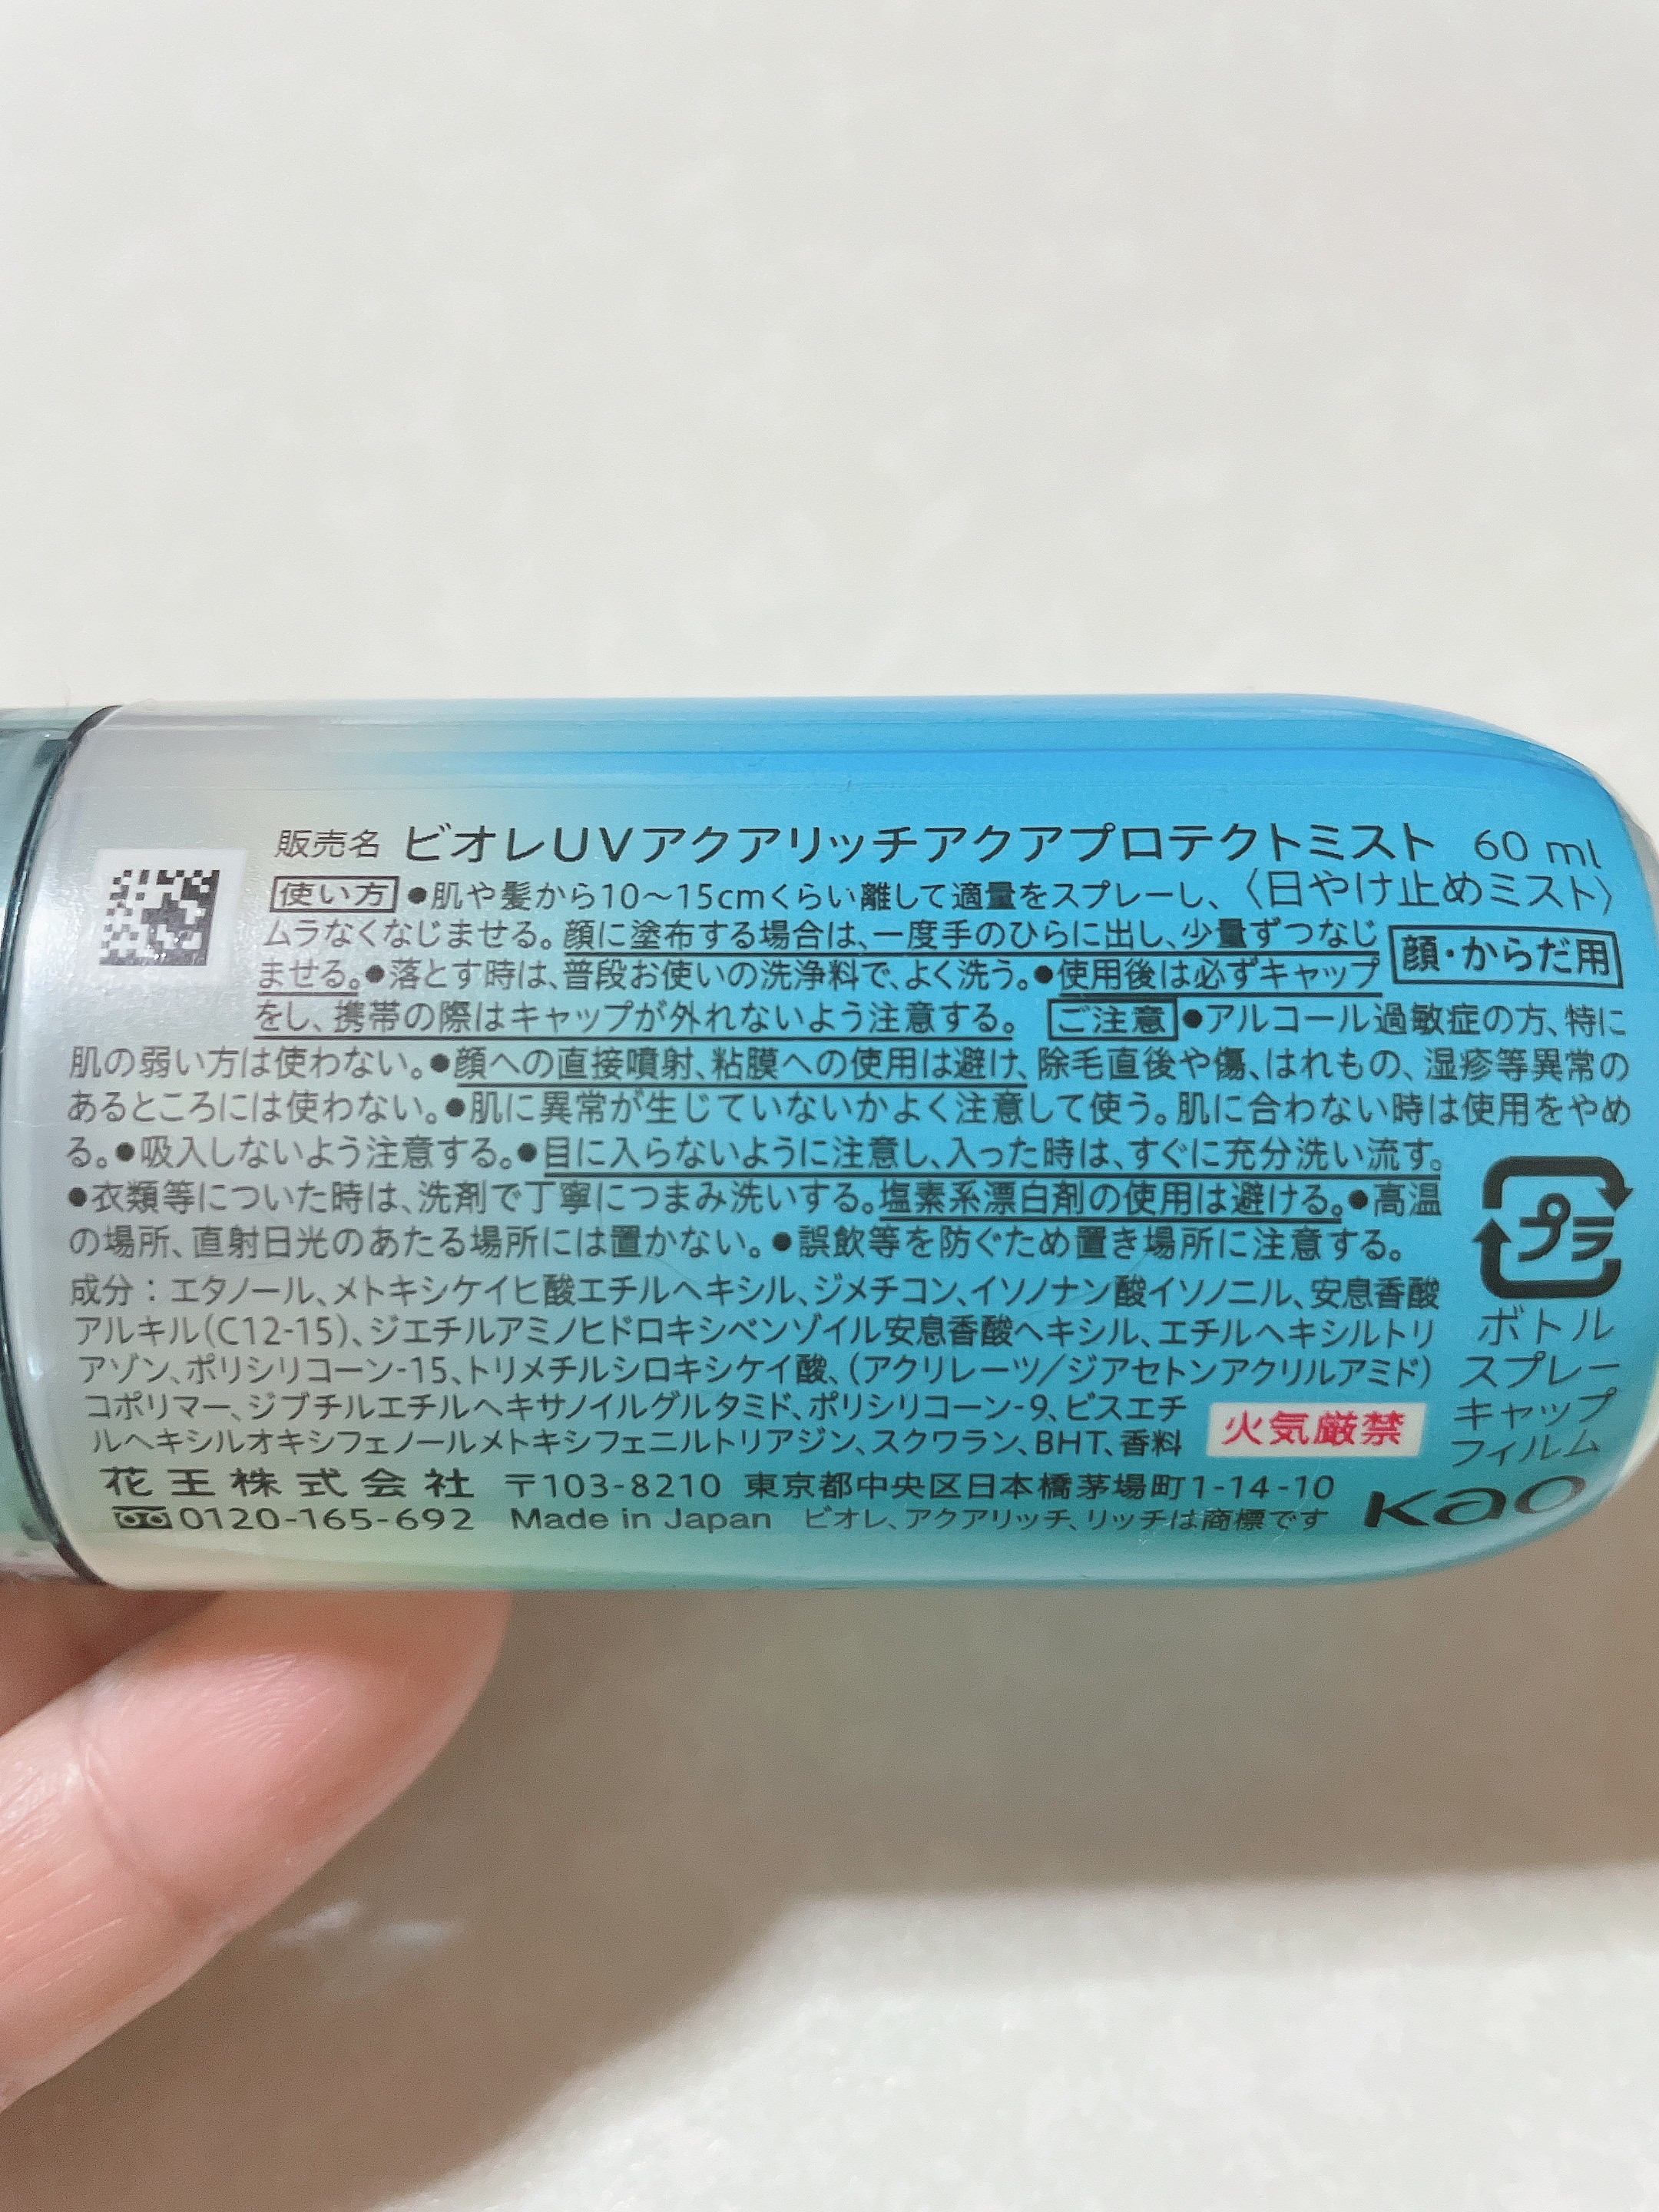 販売名 ビオレUVアクアリッチアクアプロテクトミスト 60 ml
使い方 ●肌や髪から10～15cmくらい離して適量をスプレーし、〈日やけ止めミスト〉
ムラなくなじませる。顔に塗布する場合は、一度手のひらに出し、少量ずつなじ
ませる。●落とす時は、普段お使いの洗浄料で、よく洗う。●使用後は必ずキャップ
顔・からだ用
をし、携帯の際はキャップが外れないよう注意する。 ご注意 ●アルコール過敏症の方、特に
肌の弱い方は使わない。●顔への直接噴射、粘膜への使用は避け、除毛直後や傷、はれもの、湿疹等異常の
あるところには使わない。●肌に異常が生じていないかよく注意して使う。肌に合わない時は使用をやめ
る。●吸入しないよう注意する。●目に入らないように注意し、入った時は、すぐに充分洗い流す。
●衣類等についた時は、洗剤で丁寧につまみ洗いする。塩素系漂白剤の使用は避ける。●高温
の場所、直射日光のあたる場所には置かない。●誤飲等を防ぐため置き場所に注意する。
成分：エタノール、メトキシケイヒ酸エチルヘキシル、ジメチコン、イソノナン酸イソノニル、安息香酸
アルキル(C12-15)、ジエチルアミノヒドロキシベンゾイル安息香酸ヘキシル、エチルヘキシルトリ
アゾン、ポリシリコーン-15、トリメチルシロキシケイ酸、(アクリレーツ/ジアセトンアクリルアミド)
コポリマー、ジブチルエチルヘキサノイルグルタミド、ポリシリコーン-9、ビスエチ
ルヘキシルオキシフェノールメトキシフェニルトリアジン、スクワラン、BHT、香料
火気厳禁
プラ
ボトル
スプレー
キャップ
フィルム
花王株式会社 〒103-8210 東京都中央区日本橋茅場町1-14-10
0120-165-692 Made in Japan ビオレ、アクアリッチ、リッチは商標です
Kao